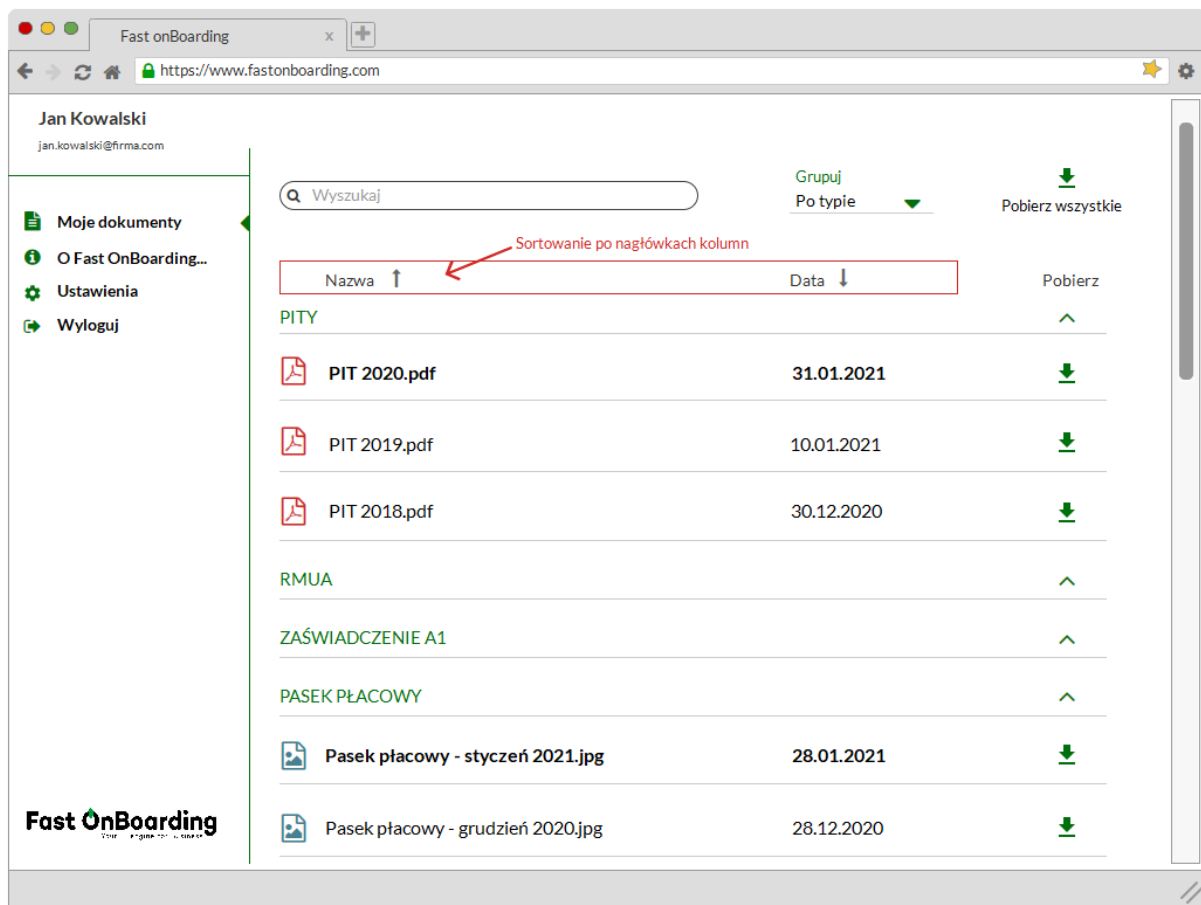 Fast onBoarding x
https://www.fastonboarding.com
Jan Kowalski
jan.kowalski@firma.com
Moje dokumenty
O Fast OnBoarding...
Ustawienia
Wyloguj
Fast OnBoarding
Wyszukaj
Grupuj
Po typie
Pobierz wszystkie
Sortowanie po nagłówkach kolumn
Nazwa Data Pobierz
PITY
PIT 2020.pdf 31.01.2021
PIT 2019.pdf 10.01.2021
PIT 2018.pdf 30.12.2020
RMUA
ZAŚWIADCZENIE A1
PASEK PŁACOWY
Pasek płacowy - styczeń 2021.jpg 28.01.2021
Pasek płacowy - grudzień 2020.jpg 28.12.2020